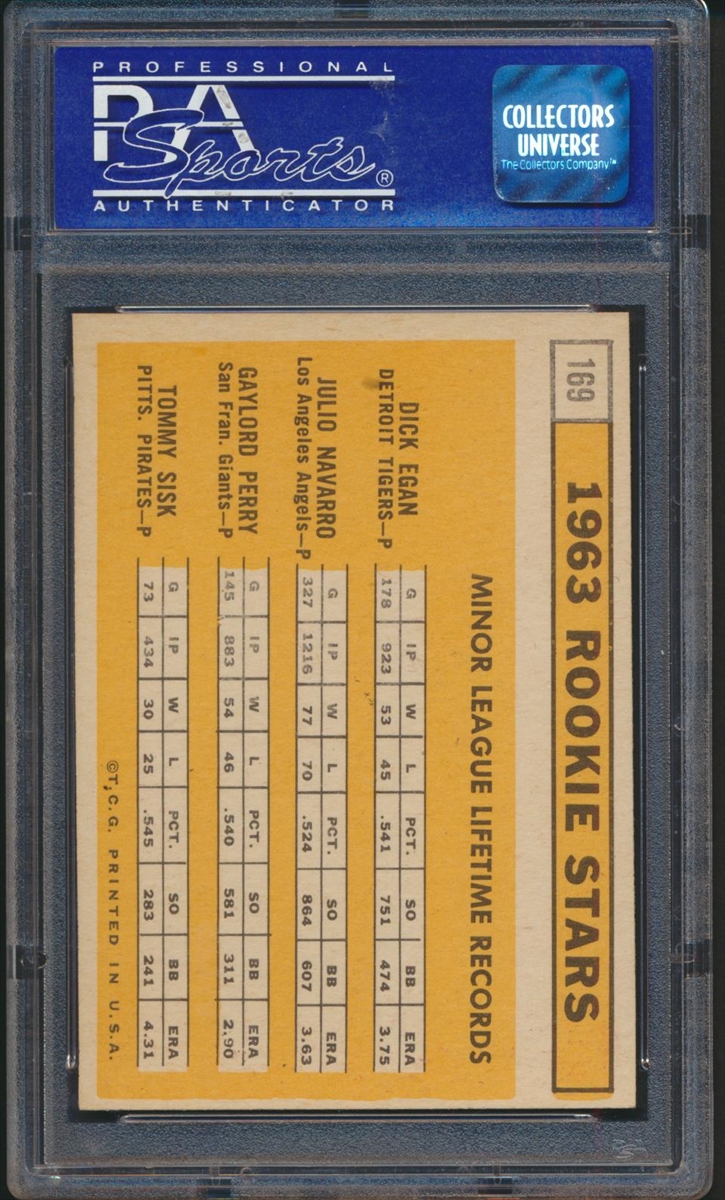 PROFESSIONAL
PSA
Sports®
AUTHENTICATOR
COLLECTORS
UNIVERSE
The Collectors Company™
169 1963 ROOKIE STARS
MINOR LEAGUE LIFETIME RECORDS
DICK EGAN
DETROIT TIGERS—P
G IP W L PCT. SO BB ERA
178 923 53 45 .541 751 474 3.75
JULIO NAVARRO
Los Angeles Angels—P
G IP W L PCT. SO BB ERA
327 1216 77 70 .524 864 607 3.63
GAYLORD PERRY
San Fran. Giants—P
G IP W L PCT. SO BB ERA
145 883 54 46 .540 581 311 2.90
TOMMY SISK
PITTS. PIRATES—P
G IP W L PCT. SO BB ERA
73 434 30 25 .545 283 241 4.31
©T.C.G. PRINTED IN U.S.A.